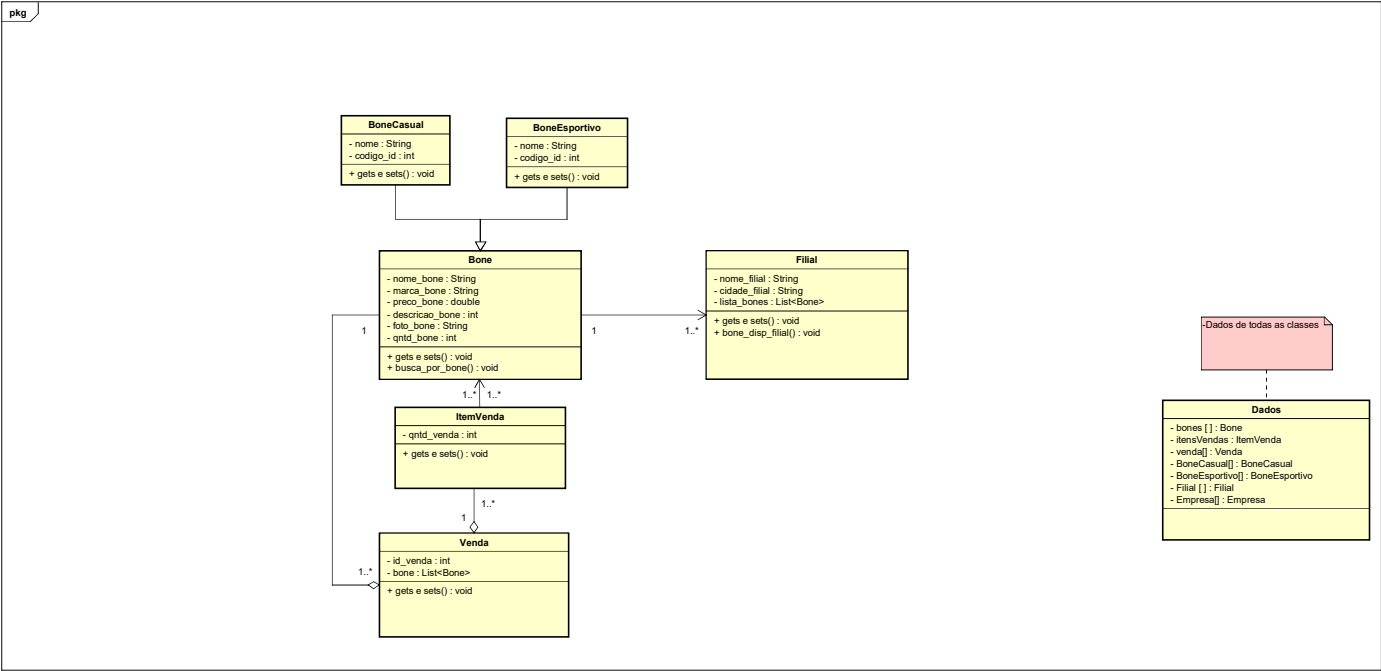 pkg
BoneCasual
- nome : String
- codigo_id : int
+ gets e sets() : void
BoneEsportivo
- nome : String
- codigo_id : int
+ gets e sets() : void
Bone
- nome_bone : String
- marca_bone : String
- preco_bone : double
- descricao_bone : int
- foto_bone : String
- qntd_bone : int
+ gets e sets() : void
+ busca_por_bone() : void
Filial
- nome_filial : String
- cidade_filial : String
- lista_bones : List<Bone>
+ gets e sets() : void
+ bone_disp_filial() : void
1
1
1..*
1..*
1..*
ItemVenda
- qntd_venda : int
+ gets e sets() : void
1..*
1
Venda
- id_venda : int
- bone : List<Bone>
+ gets e sets() : void
1..*
-Dados de todas as classes
Dados
- bones [ ] : Bone
- itensVendas : ItemVenda
- venda[] : Venda
- BoneCasual[] : BoneCasual
- BoneEsportivo[] : BoneEsportivo
- Filial [ ] : Filial
- Empresa[] : Empresa